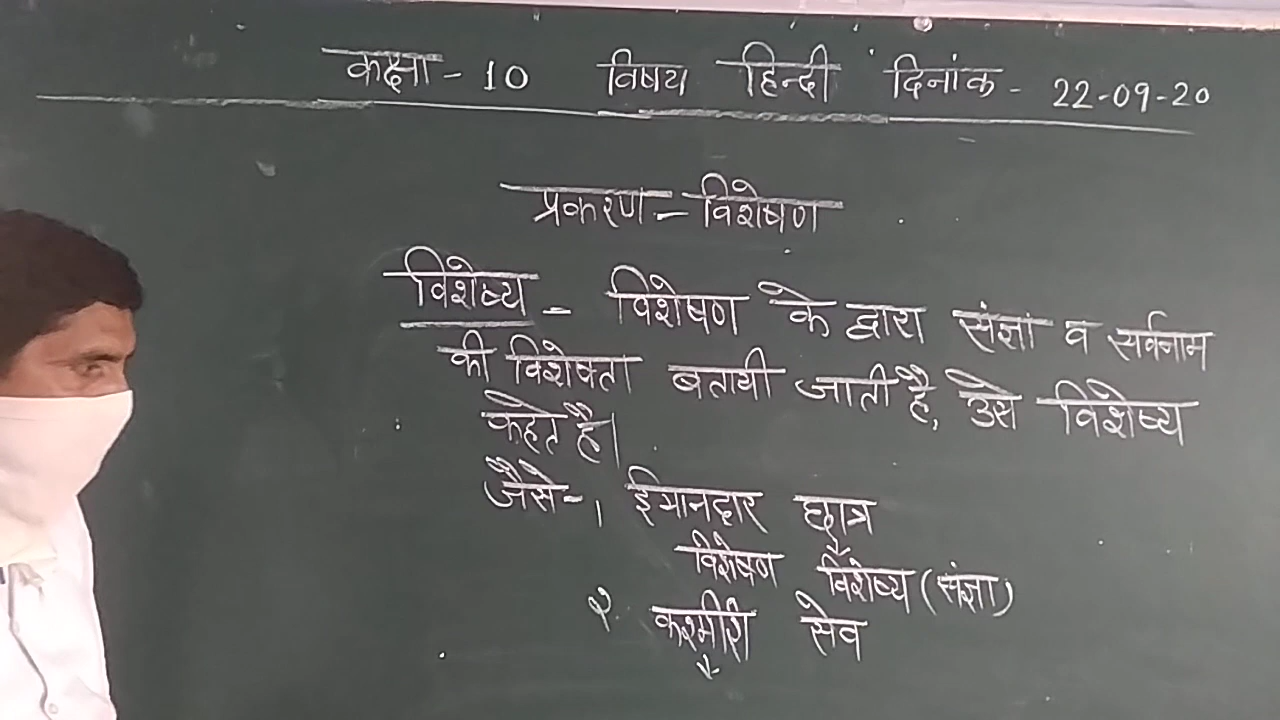 कक्षा - 10 विषय हिन्दी दिनांक - 22-09-20
प्रकरण - विशेषण
विशेष्य - विशेषण के द्वारा संज्ञा व सर्वनाम
की विशेषता बतायी जाती है, उसे विशेष्य
कहते है।
जैसे-1 ईमानदार छात्र
विशेषण विशेष्य (संज्ञा)
२. कश्मीरी सेव